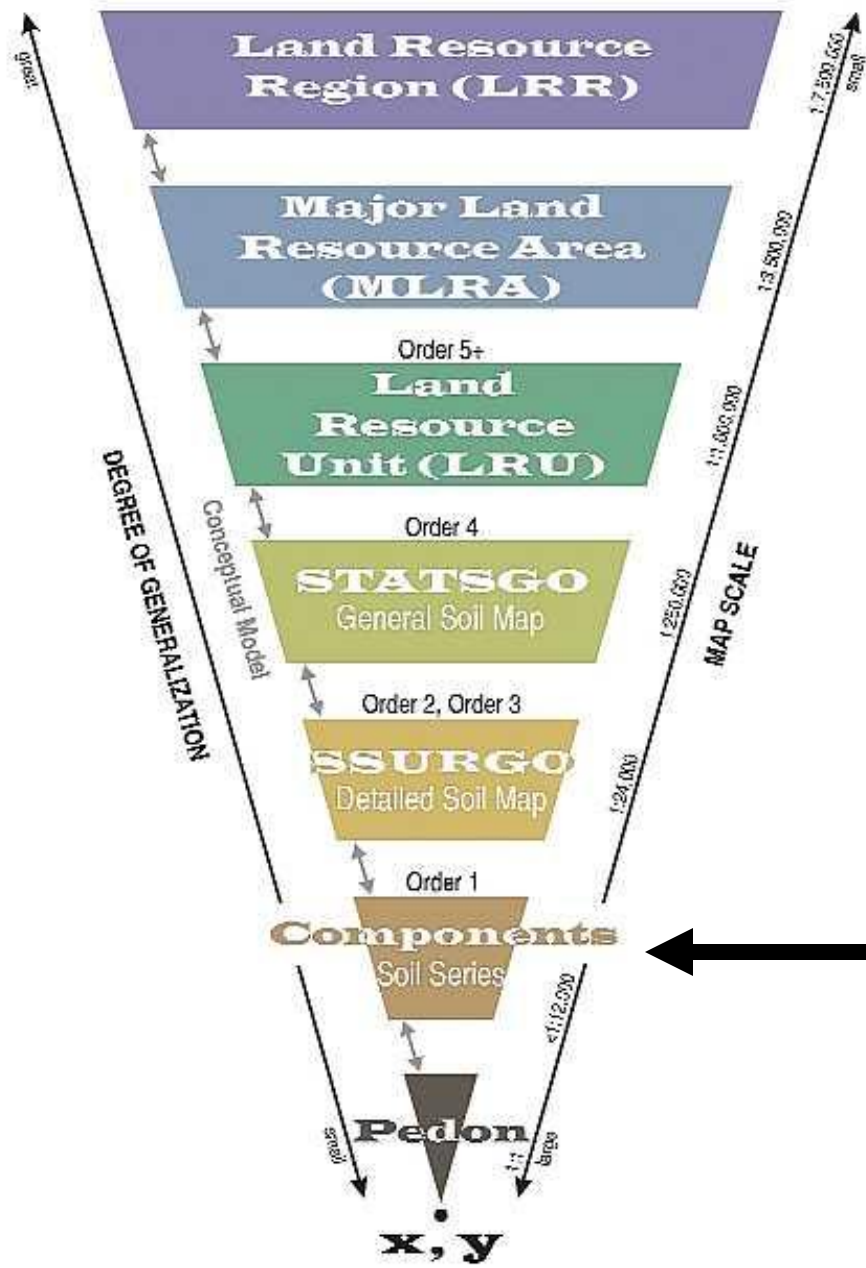 great
small
Land Resource
Region (LRR)
1:7,500,000
Major Land
Resource Area
(MLRA)
1:3,500,000
Order 5+
Land
Resource
Unit (LRU)
1:1,000,000
DEGREE OF GENERALIZATION
Conceptual Model
Order 4
STATSGO
General Soil Map
1:250,000
MAP SCALE
Order 2, Order 3
SSURGO
Detailed Soil Map
1:24,000
Order 1
Components
Soil Series
<1:12,000
Pedon
small
1:1
large
x, y